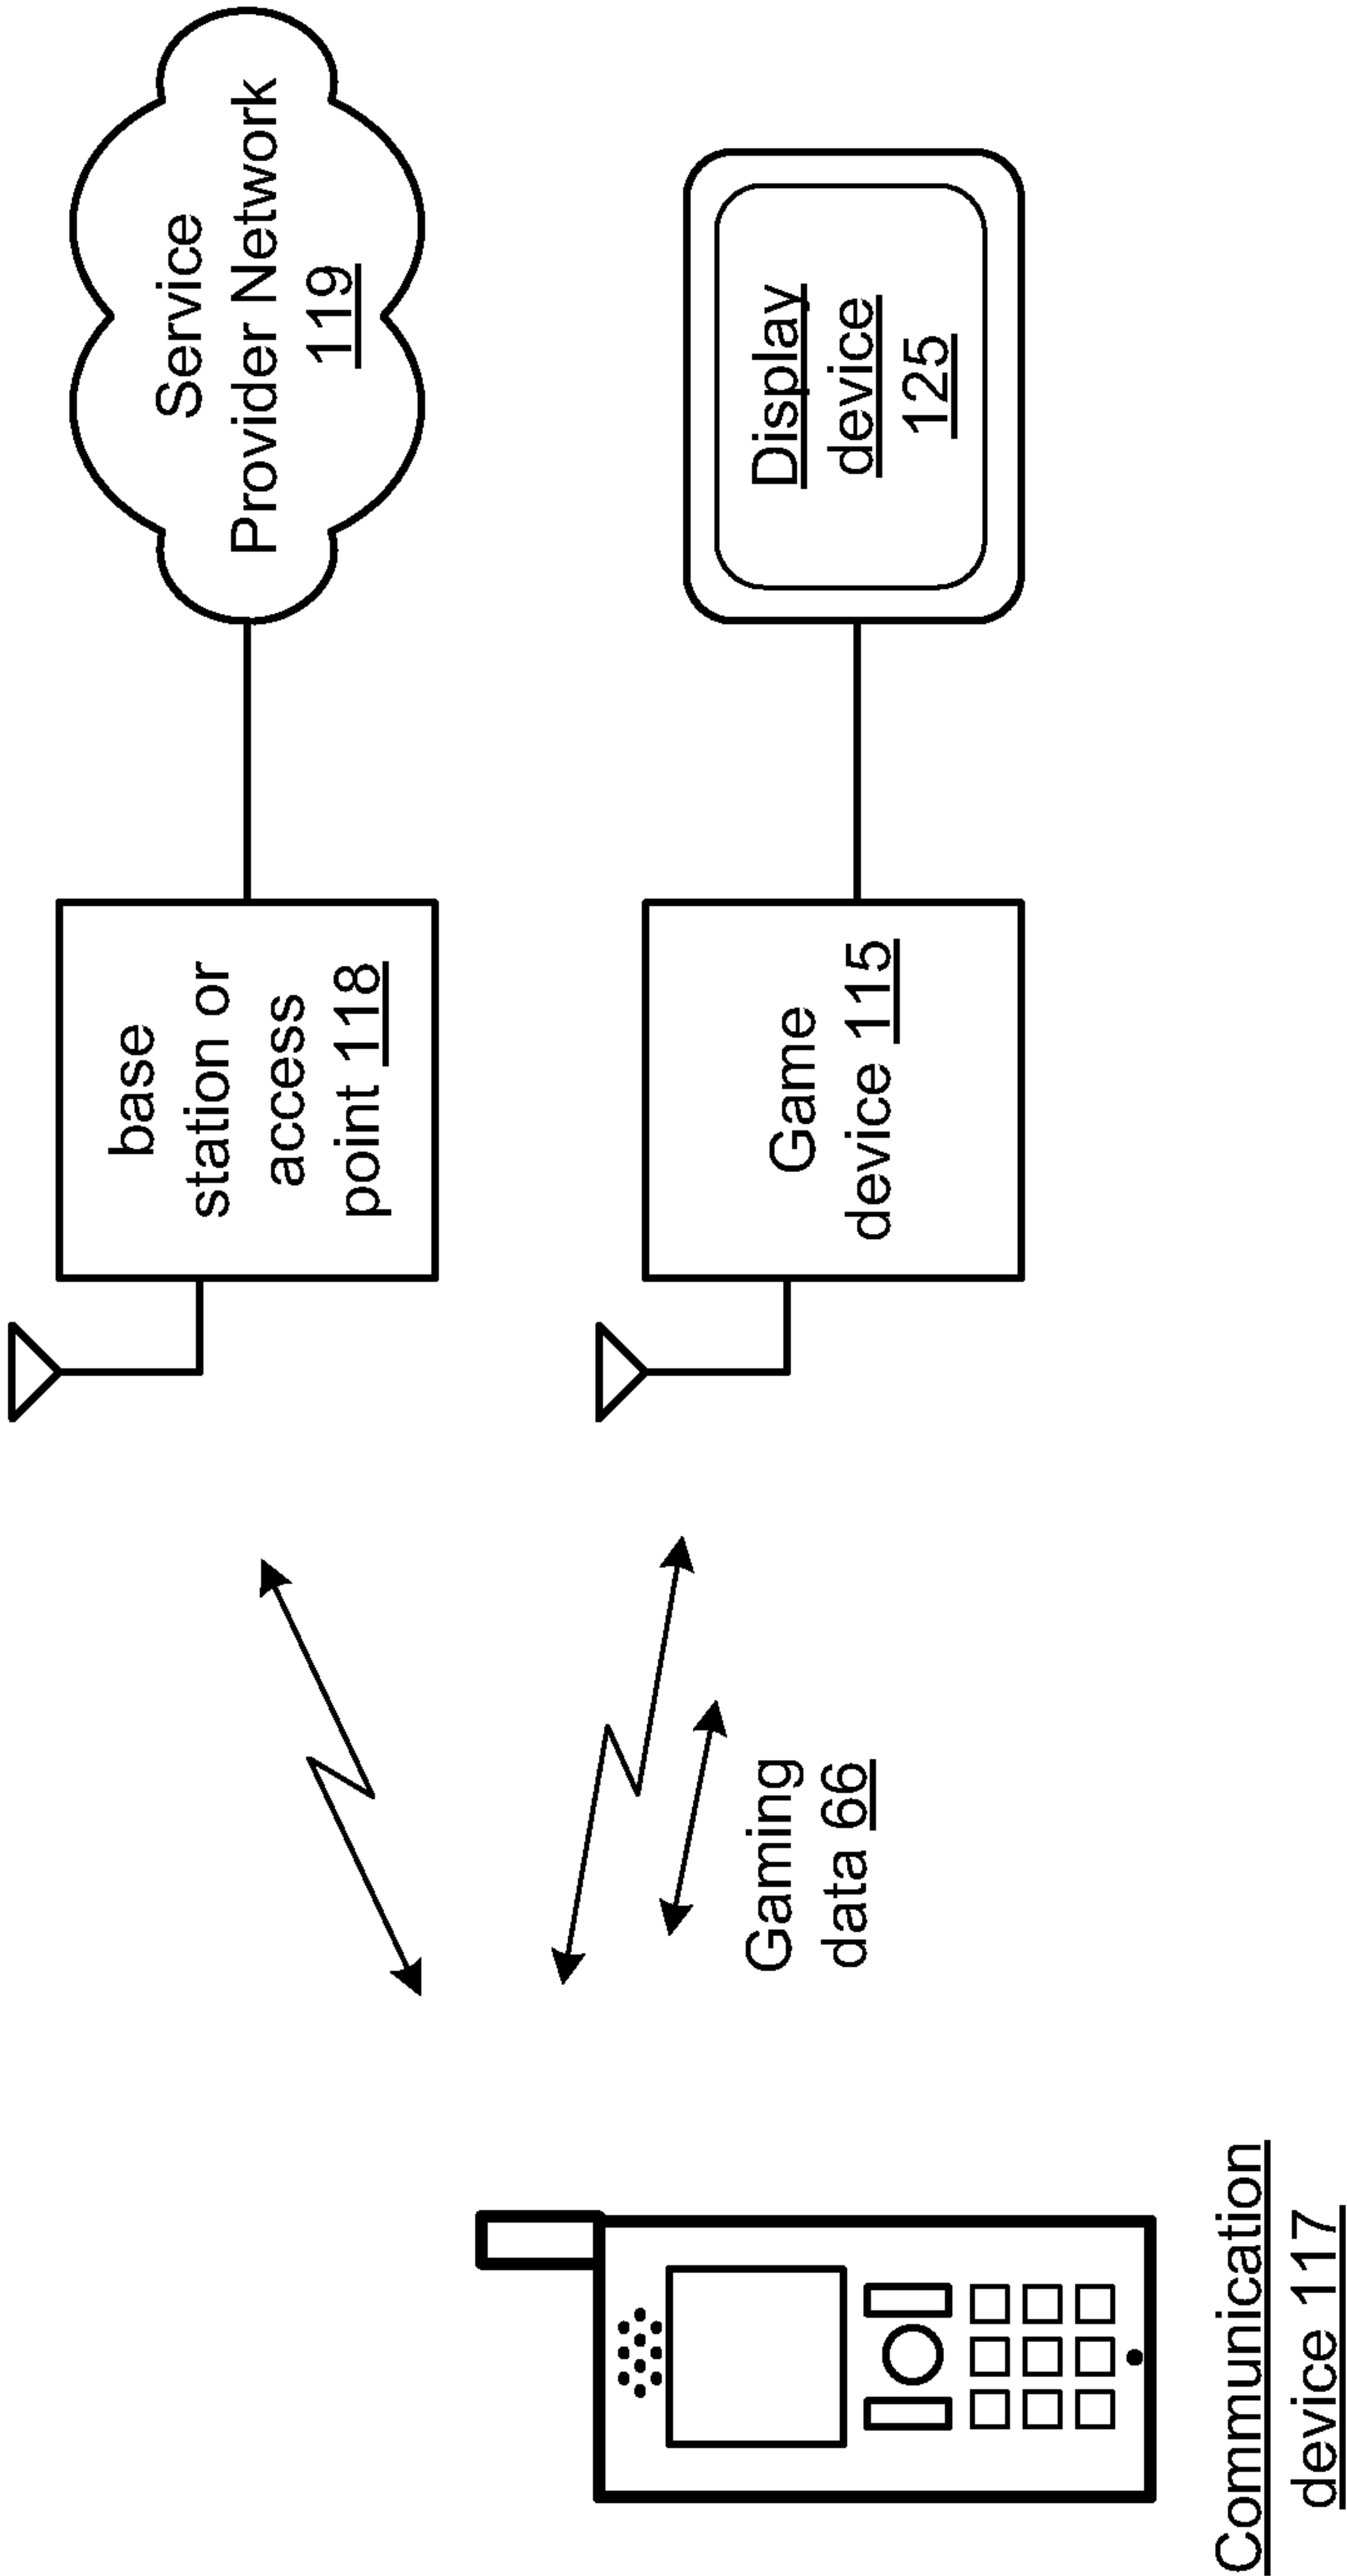 Service
Provider Network
119
base
station or
access
point 118
Display
device
125
Game
device 115
Gaming
data 66
Communication
device 117